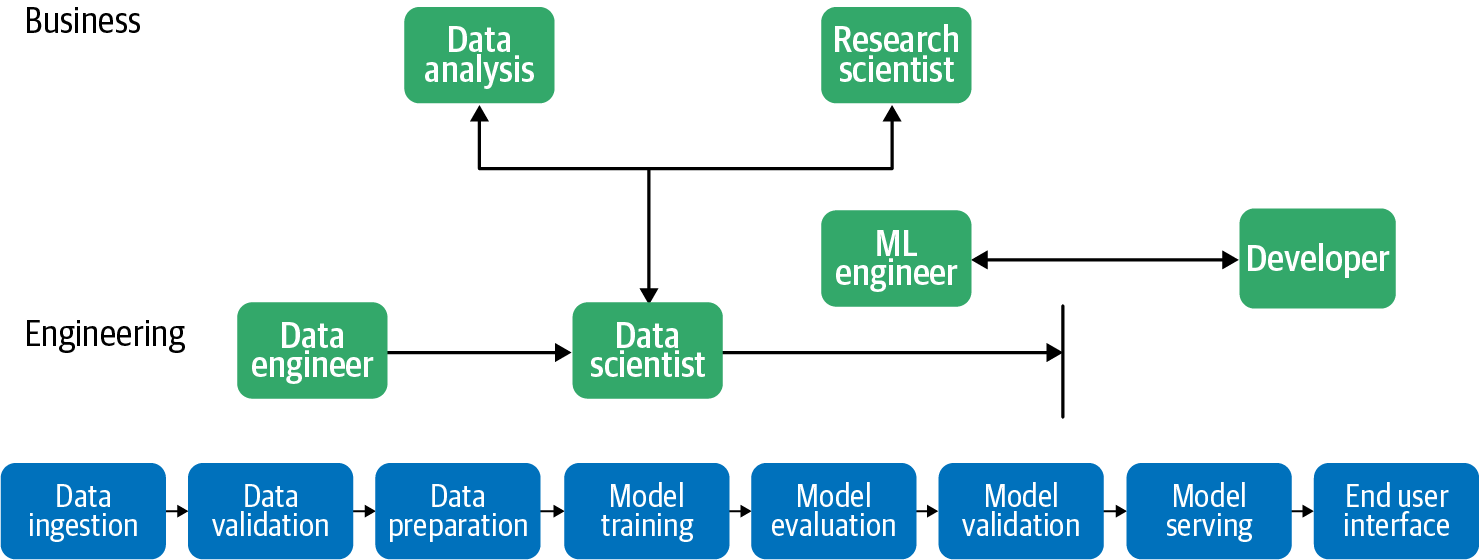 Business
Data
analysis
Research
scientist
ML
engineer
Developer
Engineering
Data
engineer
Data
scientist
Data
ingestion
Data
validation
Data
preparation
Model
training
Model
evaluation
Model
validation
Model
serving
End user
interface